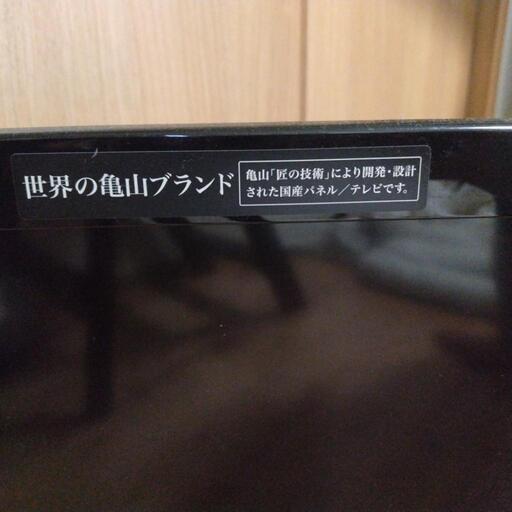 世界の亀山ブランド
亀山「匠の技術」により開発・設計
された国産パネル／テレビです。